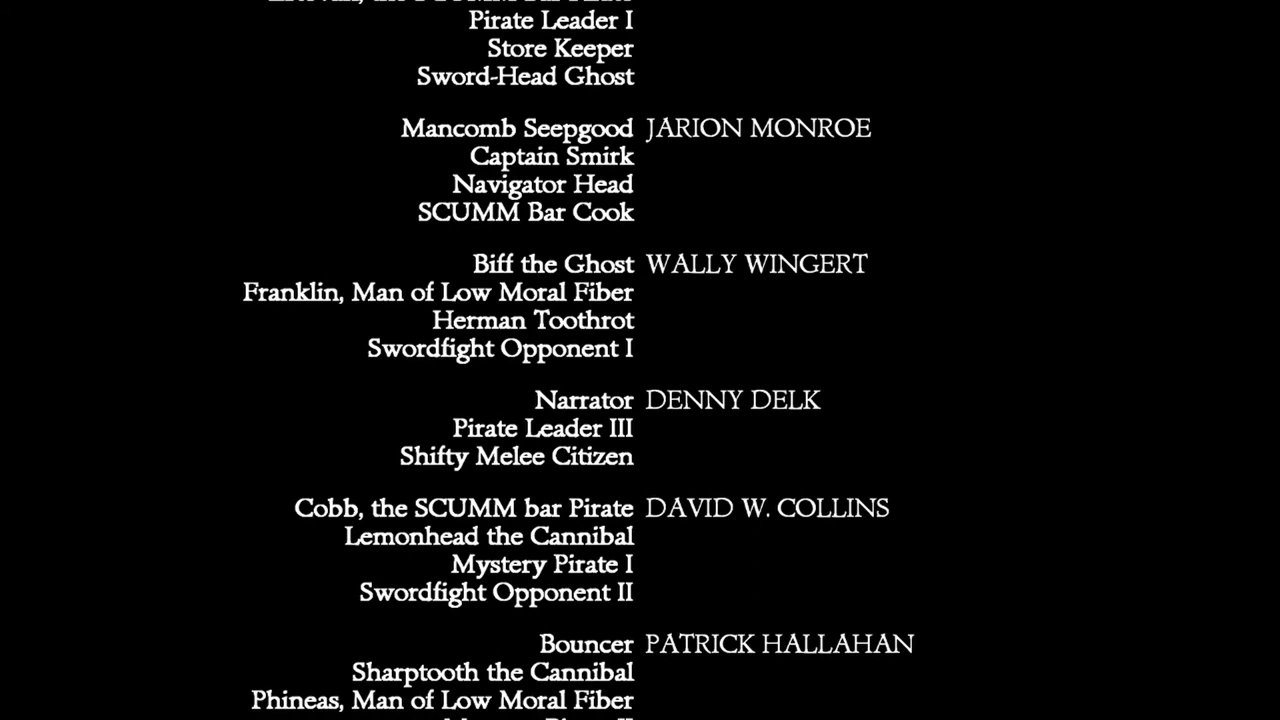 Pirate Leader I
Store Keeper
Sword-Head Ghost
Mancomb Seepgood JARION MONROE
Captain Smirk
Navigator Head
SCUMM Bar Cook
Biff the Ghost WALLY WINGERT
Franklin, Man of Low Moral Fiber
Herman Toothrot
Swordfight Opponent I
Narrator DENNY DELK
Pirate Leader III
Shifty Melee Citizen
Cobb, the SCUMM bar Pirate DAVID W. COLLINS
Lemonhead the Cannibal
Mystery Pirate I
Swordfight Opponent II
Bouncer PATRICK HALLAHAN
Sharptooth the Cannibal
Phineas, Man of Low Moral Fiber